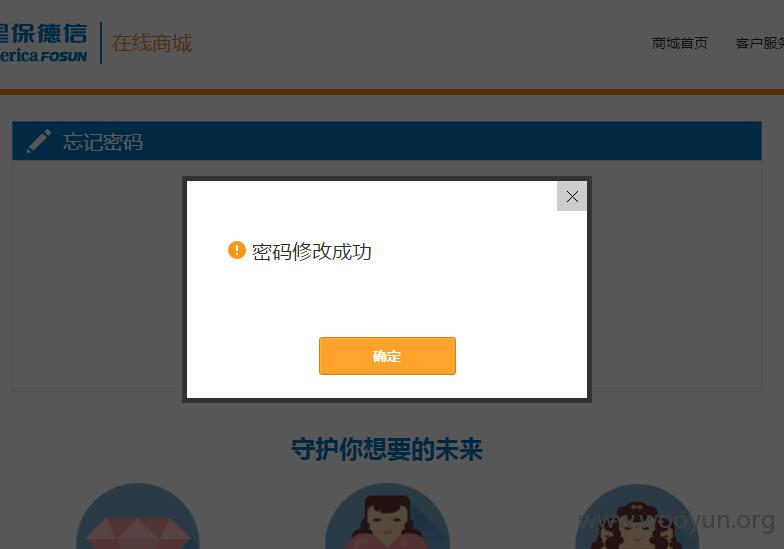 星保德信
erica FOSUN
在线商城
商城首页 客户服务
忘记密码
密码修改成功
确定
守护你想要的未来
www.wooyun.org